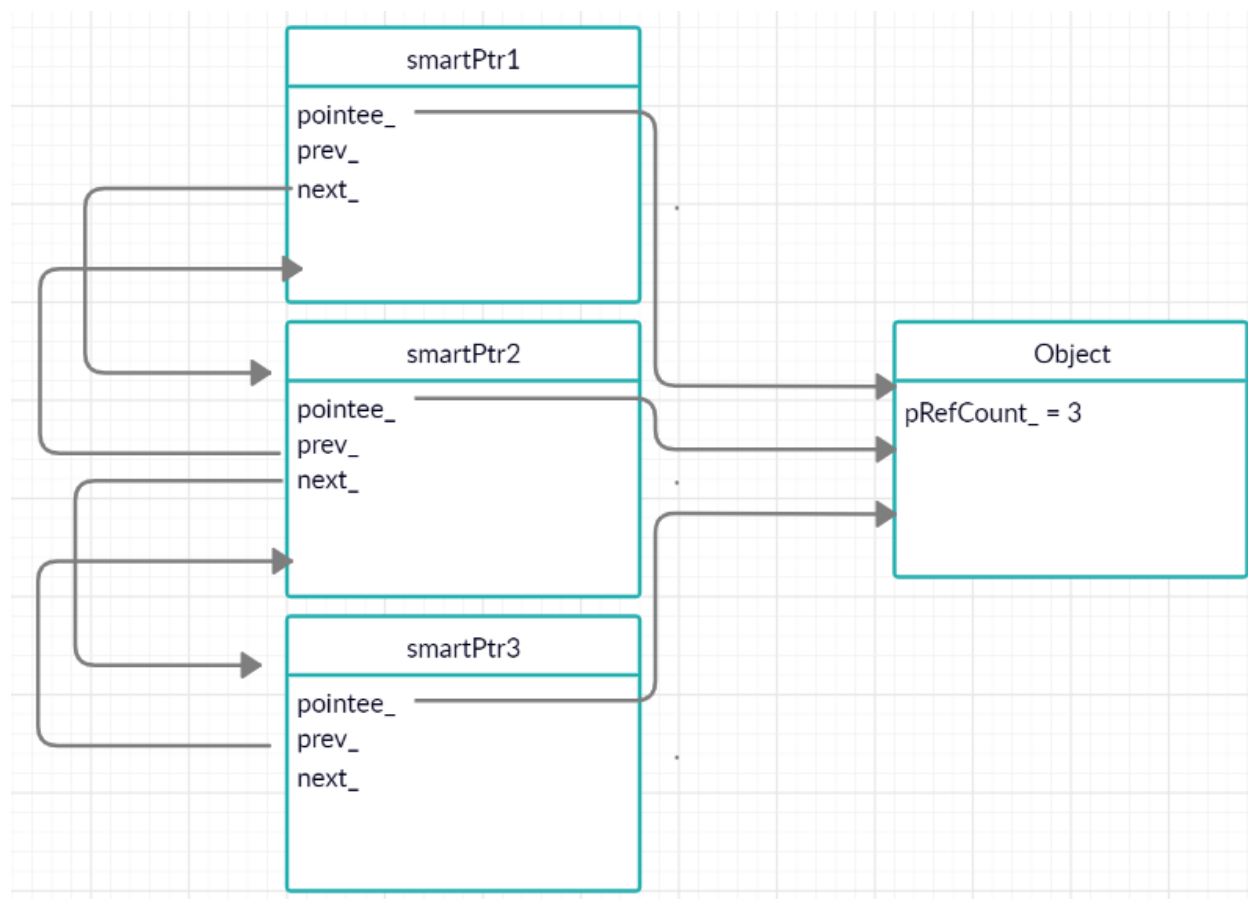 smartPtr1
pointee_
prev_
next_
smartPtr2
pointee_
prev_
next_
smartPtr3
pointee_
prev_
next_
Object
pRefCount_ = 3